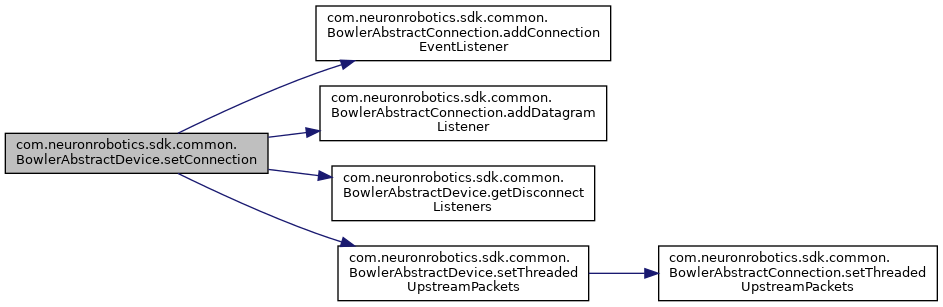 com.neuronrobotics.sdk.common.
BowlerAbstractConnection.addConnection
EventListener
com.neuronrobotics.sdk.common.
BowlerAbstractConnection.addDatagram
Listener
com.neuronrobotics.sdk.common.
BowlerAbstractDevice.setConnection
com.neuronrobotics.sdk.common.
BowlerAbstractDevice.getDisconnect
Listeners
com.neuronrobotics.sdk.common.
BowlerAbstractDevice.setThreaded
UpstreamPackets
com.neuronrobotics.sdk.common.
BowlerAbstractConnection.setThreaded
UpstreamPackets